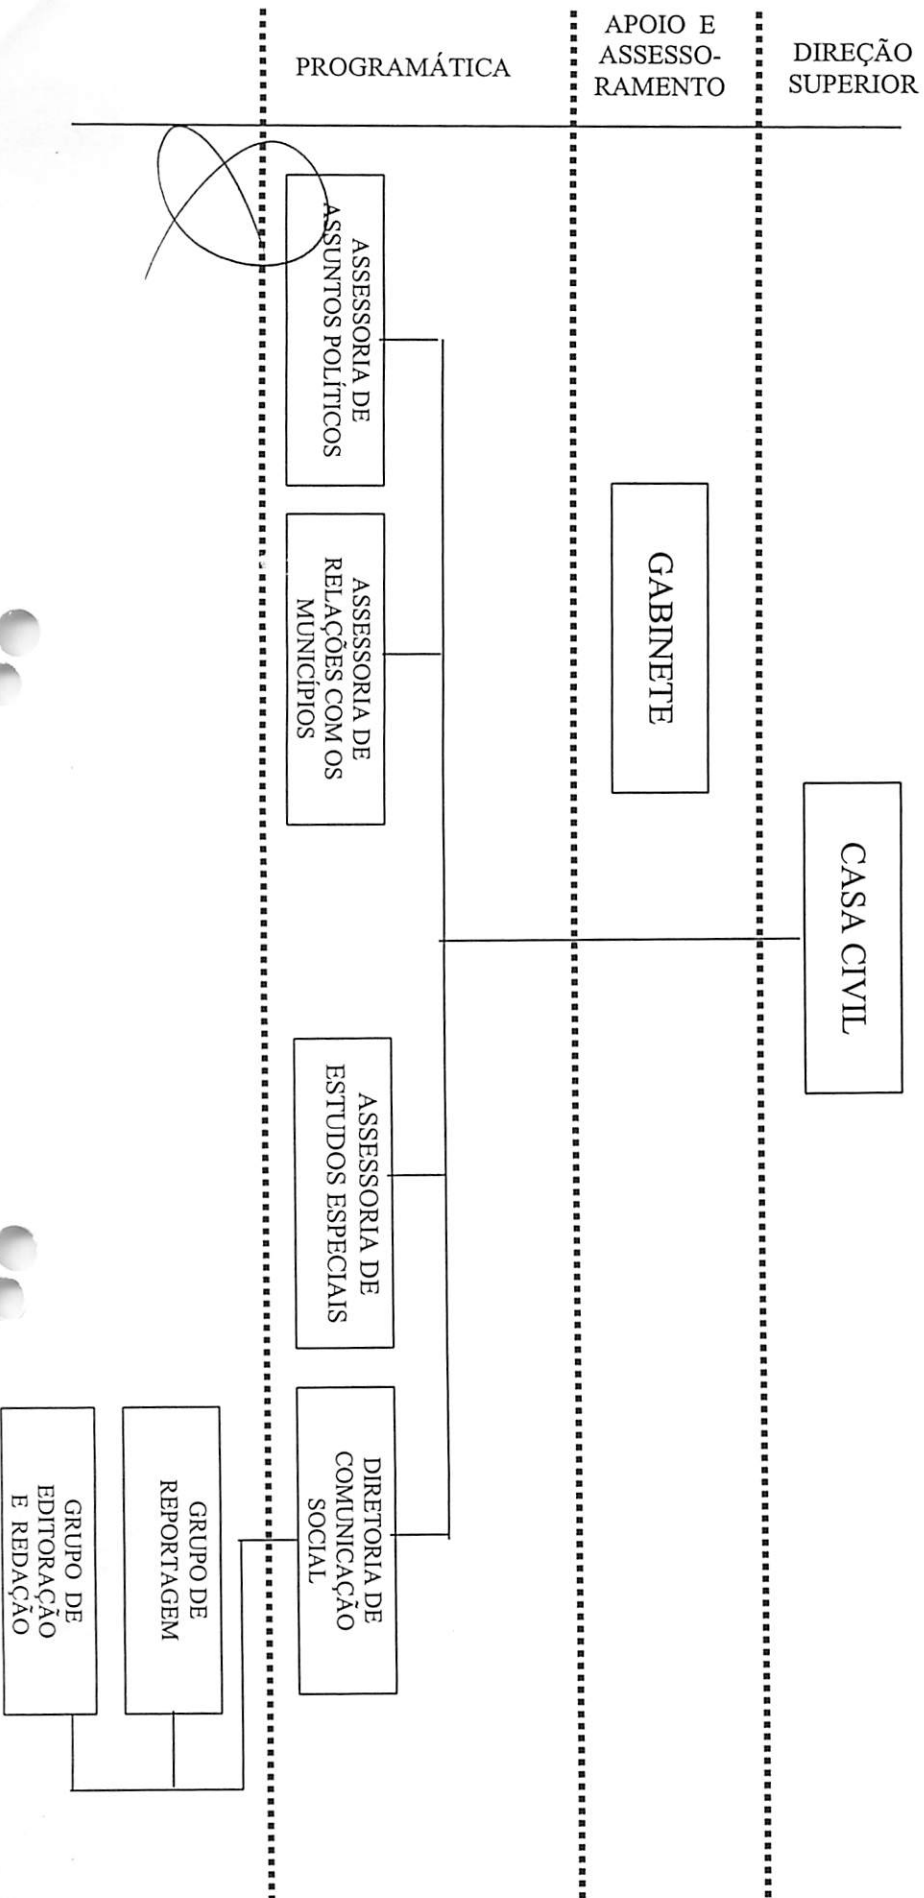 DIREÇÃO
SUPERIOR
CASA CIVIL
APOIO E
ASSESSO-
RAMENTO
GABINETE
PROGRAMÁTICA
ASSESSORIA DE
ASSUNTOS POLÍTICOS
ASSESSORIA DE
RELAÇÕES COM OS
MUNICÍPIOS
ASSESSORIA DE
ESTUDOS ESPECIAIS
DIRETORIA DE
COMUNICAÇÃO
SOCIAL
GRUPO DE
REPORTAGEM
GRUPO DE
EDITORAÇÃO
E REDAÇÃO